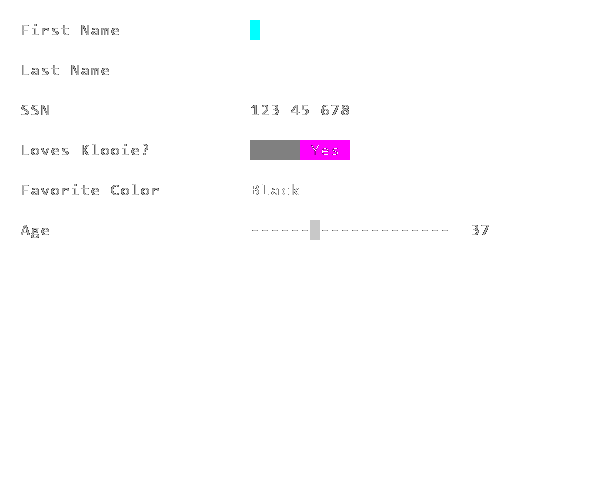 First Name
Last Name
SSN 123 45 678
Loves Klooie? Yes
Favorite Color Black
Age -------------------- 37